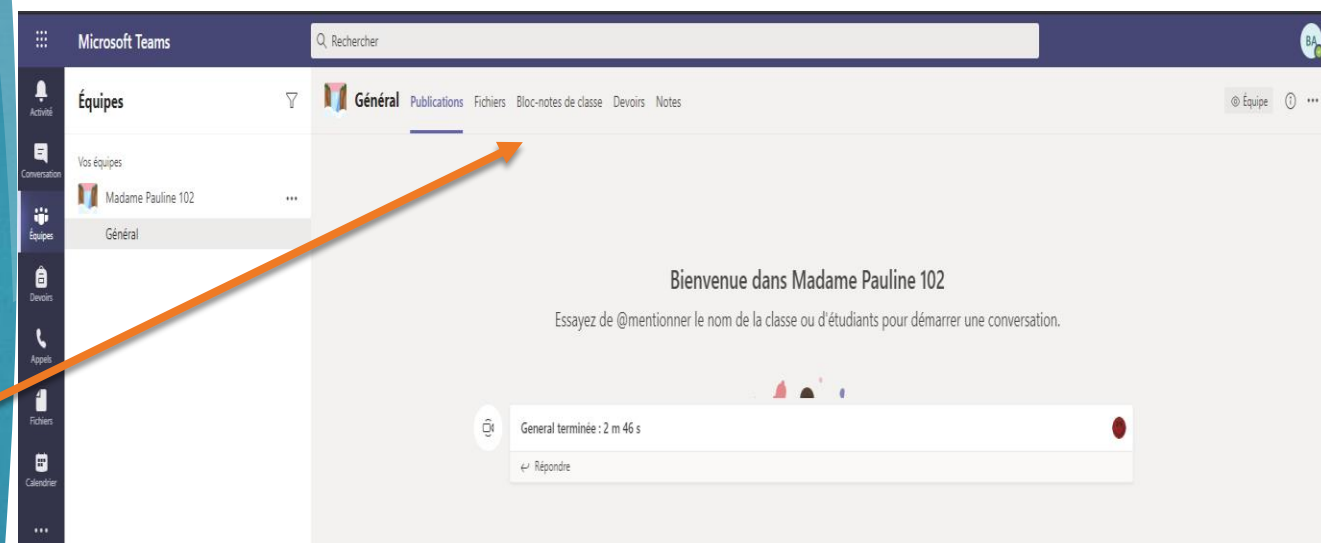 Microsoft Teams
Rechercher
BA
Activité
Conversation
Équipes
Devoirs
Appels
Fichiers
Calendrier
Équipes
Vos équipes
Madame Pauline 102
Général
Général Publications Fichiers Bloc-notes de classe Devoirs Notes
Équipe
Bienvenue dans Madame Pauline 102
Essayez de @mentionner le nom de la classe ou d'étudiants pour démarrer une conversation.
General terminée : 2 m 46 s
Répondre